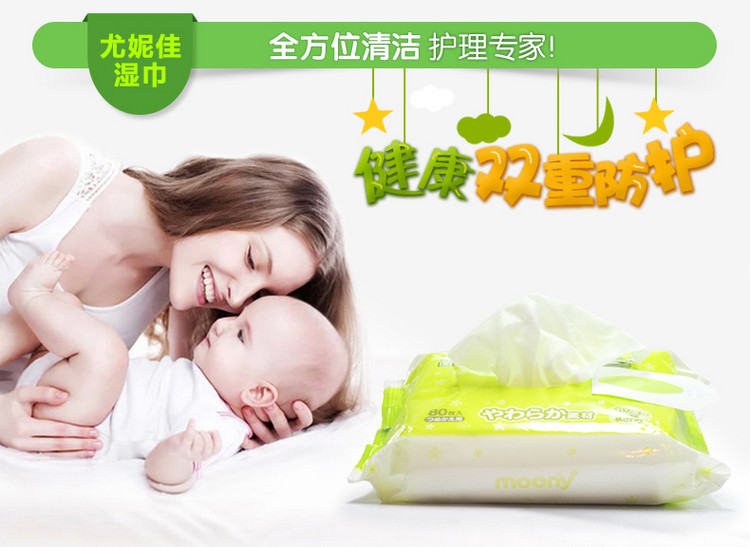 尤妮佳
湿巾
全方位清洁 护理专家!
健康 双重防护
80枚入
やわらか素材
moony